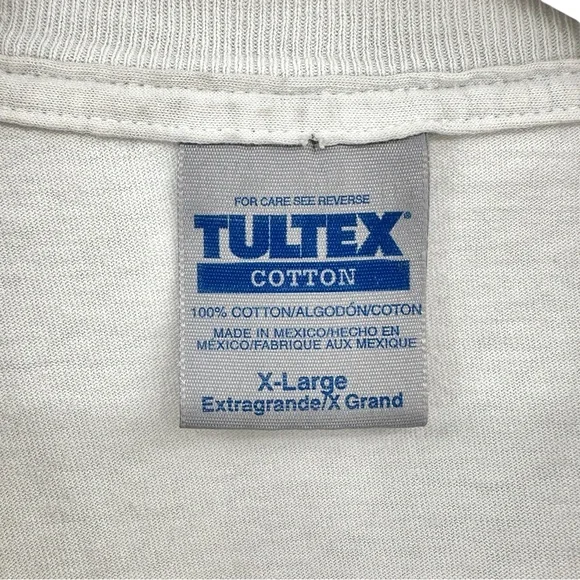 FOR CARE SEE REVERSE
TULTEX®
COTTON
100% COTTON/ALGODÓN/COTON
MADE IN MEXICO/HECHO EN
MÉXICO/FABRIQUE AUX MEXIQUE
X-Large
Extragrande/X Grand